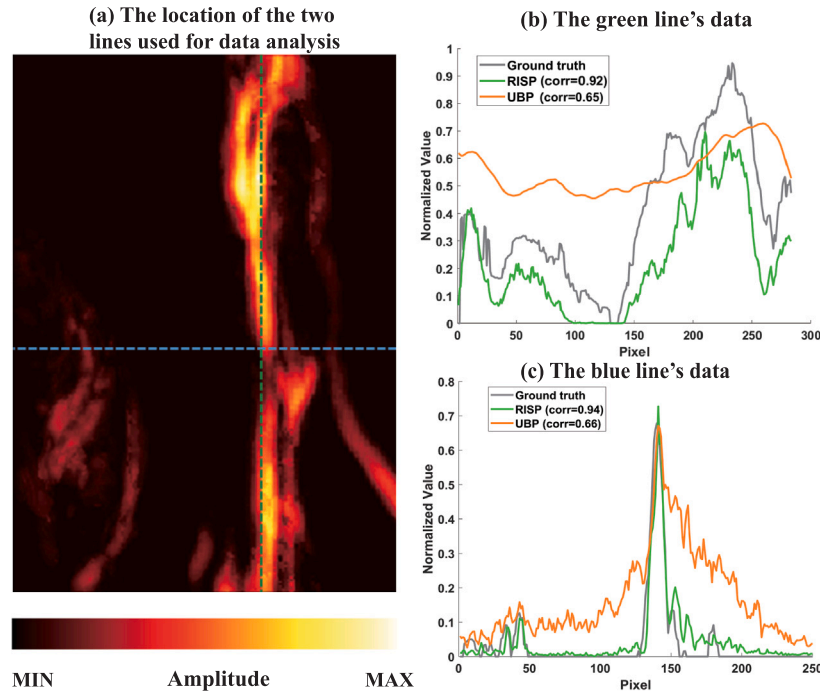 (a) The location of the two
lines used for data analysis
MIN Amplitude MAX
(b) The green line's data
Ground truth
RISP (corr=0.92)
UBP (corr=0.65)
Normalized Value
1
0.9
0.8
0.7
0.6
0.5
0.4
0.3
0.2
0.1
0
0 50 100 150 200 250 300
Pixel
(c) The blue line's data
Ground truth
RISP (corr=0.94)
UBP (corr=0.66)
Normalized Value
0.8
0.7
0.6
0.5
0.4
0.3
0.2
0.1
0
0 50 100 150 200 250
Pixel